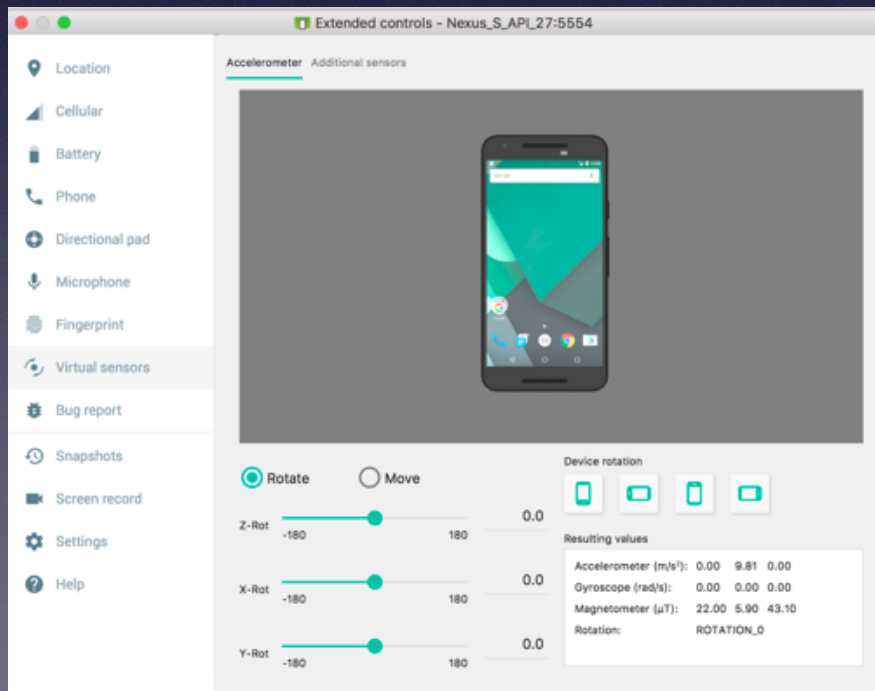 Extended controls - Nexus_S_API_27:5554
Location
Cellular
Battery
Phone
Directional pad
Microphone
Fingerprint
Virtual sensors
Bug report
Snapshots
Screen record
Settings
Help
Accelerometer Additional sensors
Google
Rotate Move
Z-Rot -180 180 0.0
X-Rot -180 180 0.0
Y-Rot -180 180 0.0
Device rotation
Resulting values
Accelerometer (m/s²): 0.00 9.81 0.00
Gyroscope (rad/s): 0.00 0.00 0.00
Magnetometer (μT): 22.00 5.90 43.10
Rotation: ROTATION_0